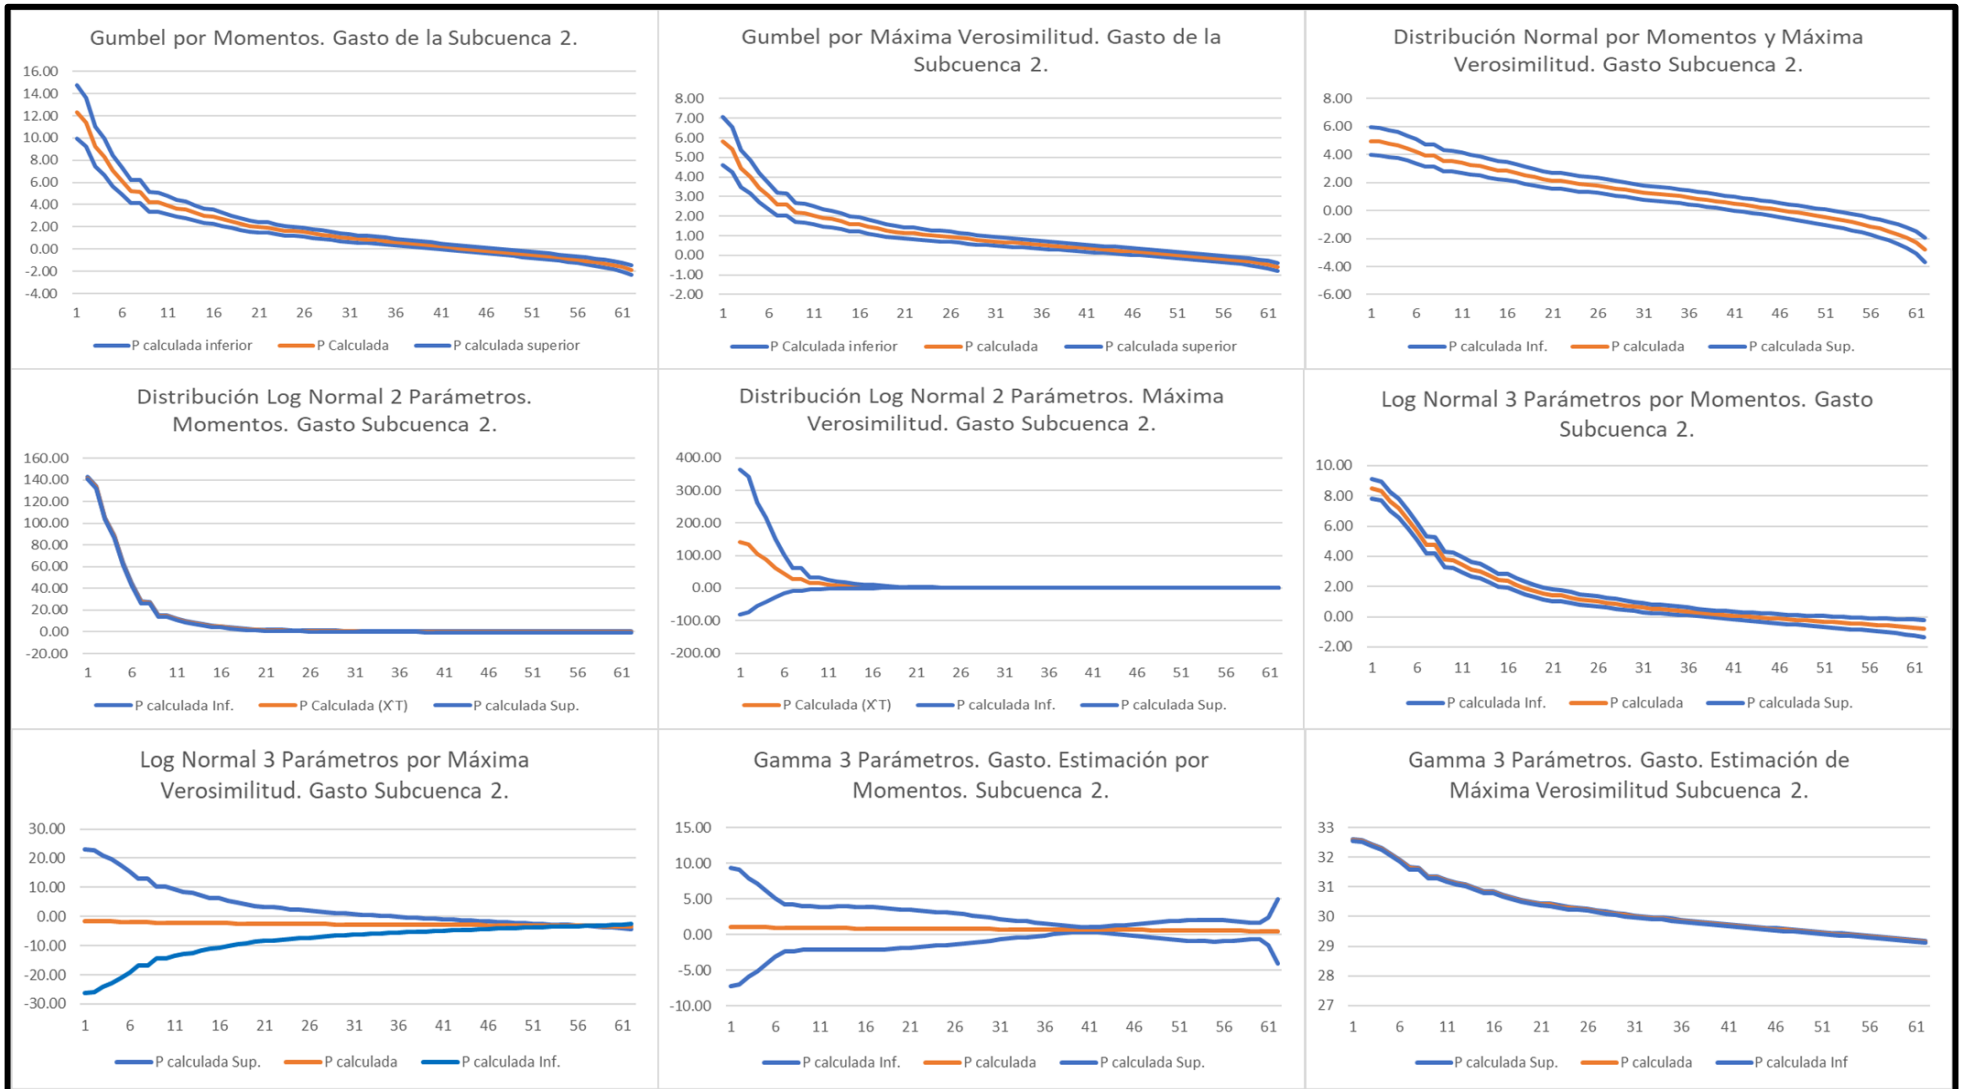 Gumbel por Momentos. Gasto de la Subcuenca 2.
16.00
14.00
12.00
10.00
8.00
6.00
4.00
2.00
0.00
-2.00
-4.00
1 6 11 16 21 26 31 36 41 46 51 56 61
P calculada inferior P Calculada P calculada superior
Gumbel por Máxima Verosimilitud. Gasto de la
Subcuenca 2.
8.00
7.00
6.00
5.00
4.00
3.00
2.00
1.00
0.00
-1.00
-2.00
1 6 11 16 21 26 31 36 41 46 51 56 61
P Calculada inferior P calculada P calculada superior
Distribución Normal por Momentos y Máxima
Verosimilitud. Gasto Subcuenca 2.
8.00
6.00
4.00
2.00
0.00
-2.00
-4.00
-6.00
1 6 11 16 21 26 31 36 41 46 51 56 61
P calculada Inf. P calculada P calculada Sup.
Distribución Log Normal 2 Parámetros.
Momentos. Gasto Subcuenca 2.
160.00
140.00
120.00
100.00
80.00
60.00
40.00
20.00
0.00
-20.00
1 6 11 16 21 26 31 36 41 46 51 56 61
P calculada Inf. P Calculada (X'T) P calculada Sup.
Distribución Log Normal 2 Parámetros. Máxima
Verosimilitud. Gasto Subcuenca 2.
400.00
300.00
200.00
100.00
0.00
-100.00
-200.00
1 6 11 16 21 26 31 36 41 46 51 56 61
P Calculada (X'T) P calculada Inf. P calculada Sup.
Log Normal 3 Parámetros por Momentos. Gasto
Subcuenca 2.
10.00
8.00
6.00
4.00
2.00
0.00
-2.00
1 6 11 16 21 26 31 36 41 46 51 56 61
P calculada Inf. P calculada P calculada Sup.
Log Normal 3 Parámetros por Máxima
Verosimilitud. Gasto Subcuenca 2.
30.00
20.00
10.00
0.00
-10.00
-20.00
-30.00
1 6 11 16 21 26 31 36 41 46 51 56 61
P calculada Sup. P calculada P calculada Inf.
Gamma 3 Parámetros. Gasto. Estimación por
Momentos. Subcuenca 2.
15.00
10.00
5.00
0.00
-5.00
-10.00
1 6 11 16 21 26 31 36 41 46 51 56 61
P calculada Inf. P calculada P calculada Sup.
Gamma 3 Parámetros. Gasto. Estimación de
Máxima Verosimilitud Subcuenca 2.
33
32
31
30
29
28
27
1 6 11 16 21 26 31 36 41 46 51 56 61
P calculada Sup. P calculada P calculada Inf